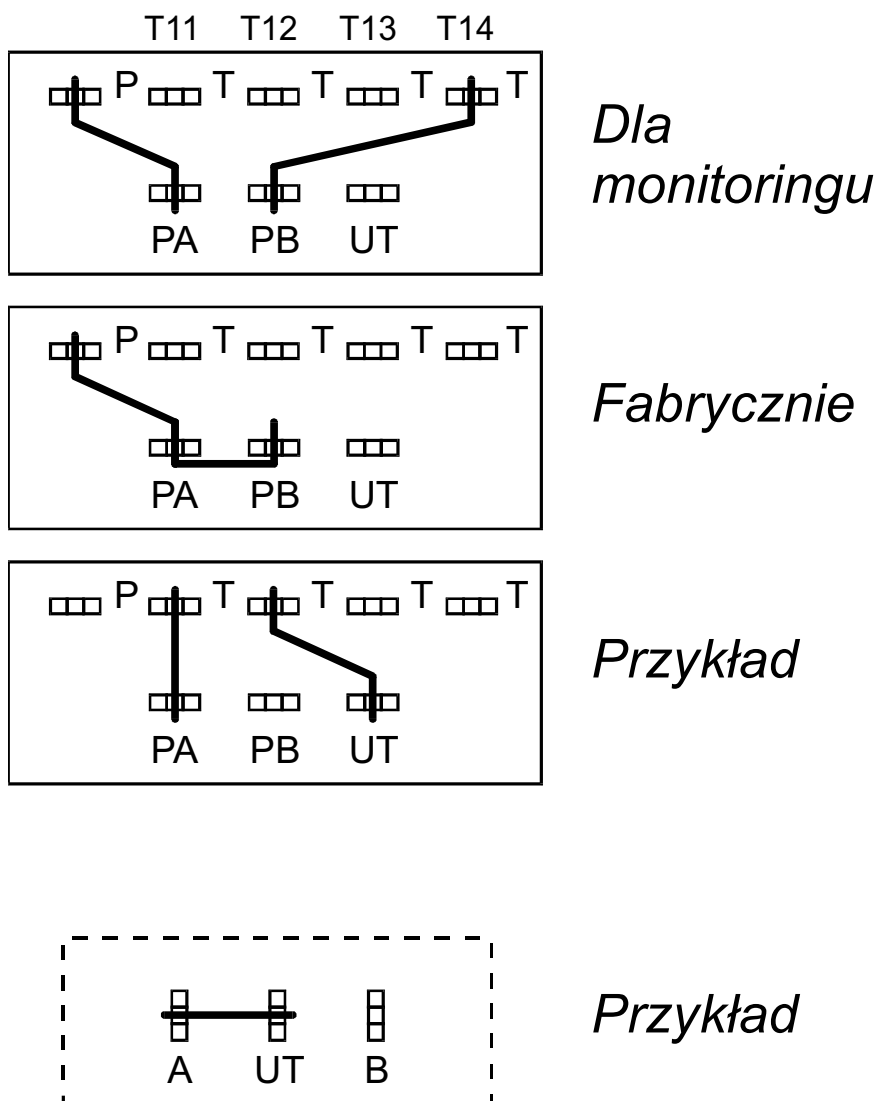 T11 T12 T13 T14
P T T T T
PA PB UT
Dla
monitoringu
P T T T T
PA PB UT
Fabrycznie
P T T T T
PA PB UT
Przykład
A UT B
Przykład